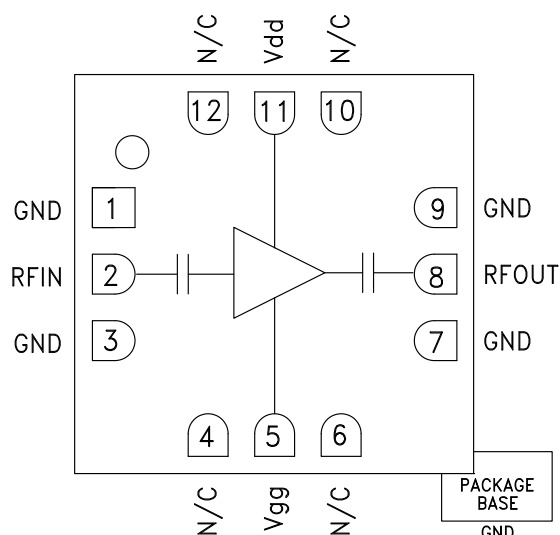 N/C Vdd N/C
12 11 10
GND 1 9 GND
RFIN 2 8 RFOUT
GND 3 7 GND
4 5 6
N/C Vgg N/C
PACKAGE
BASE
GND